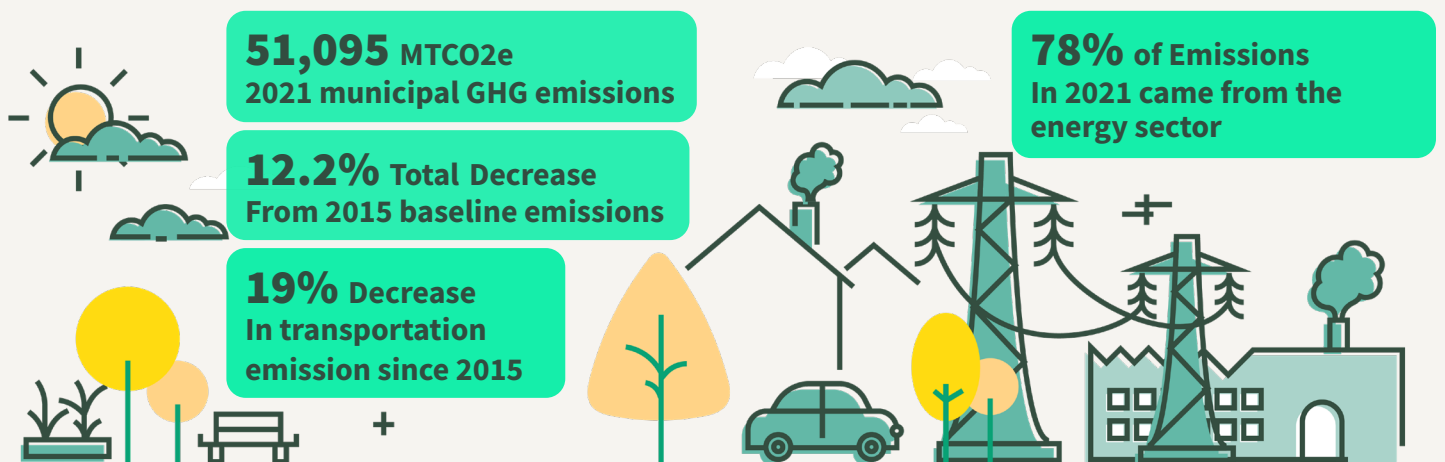 51,095 MTCO2e
2021 municipal GHG emissions
12.2% Total Decrease
From 2015 baseline emissions
19% Decrease
In transportation
emission since 2015
78% of Emissions
In 2021 came from the
energy sector